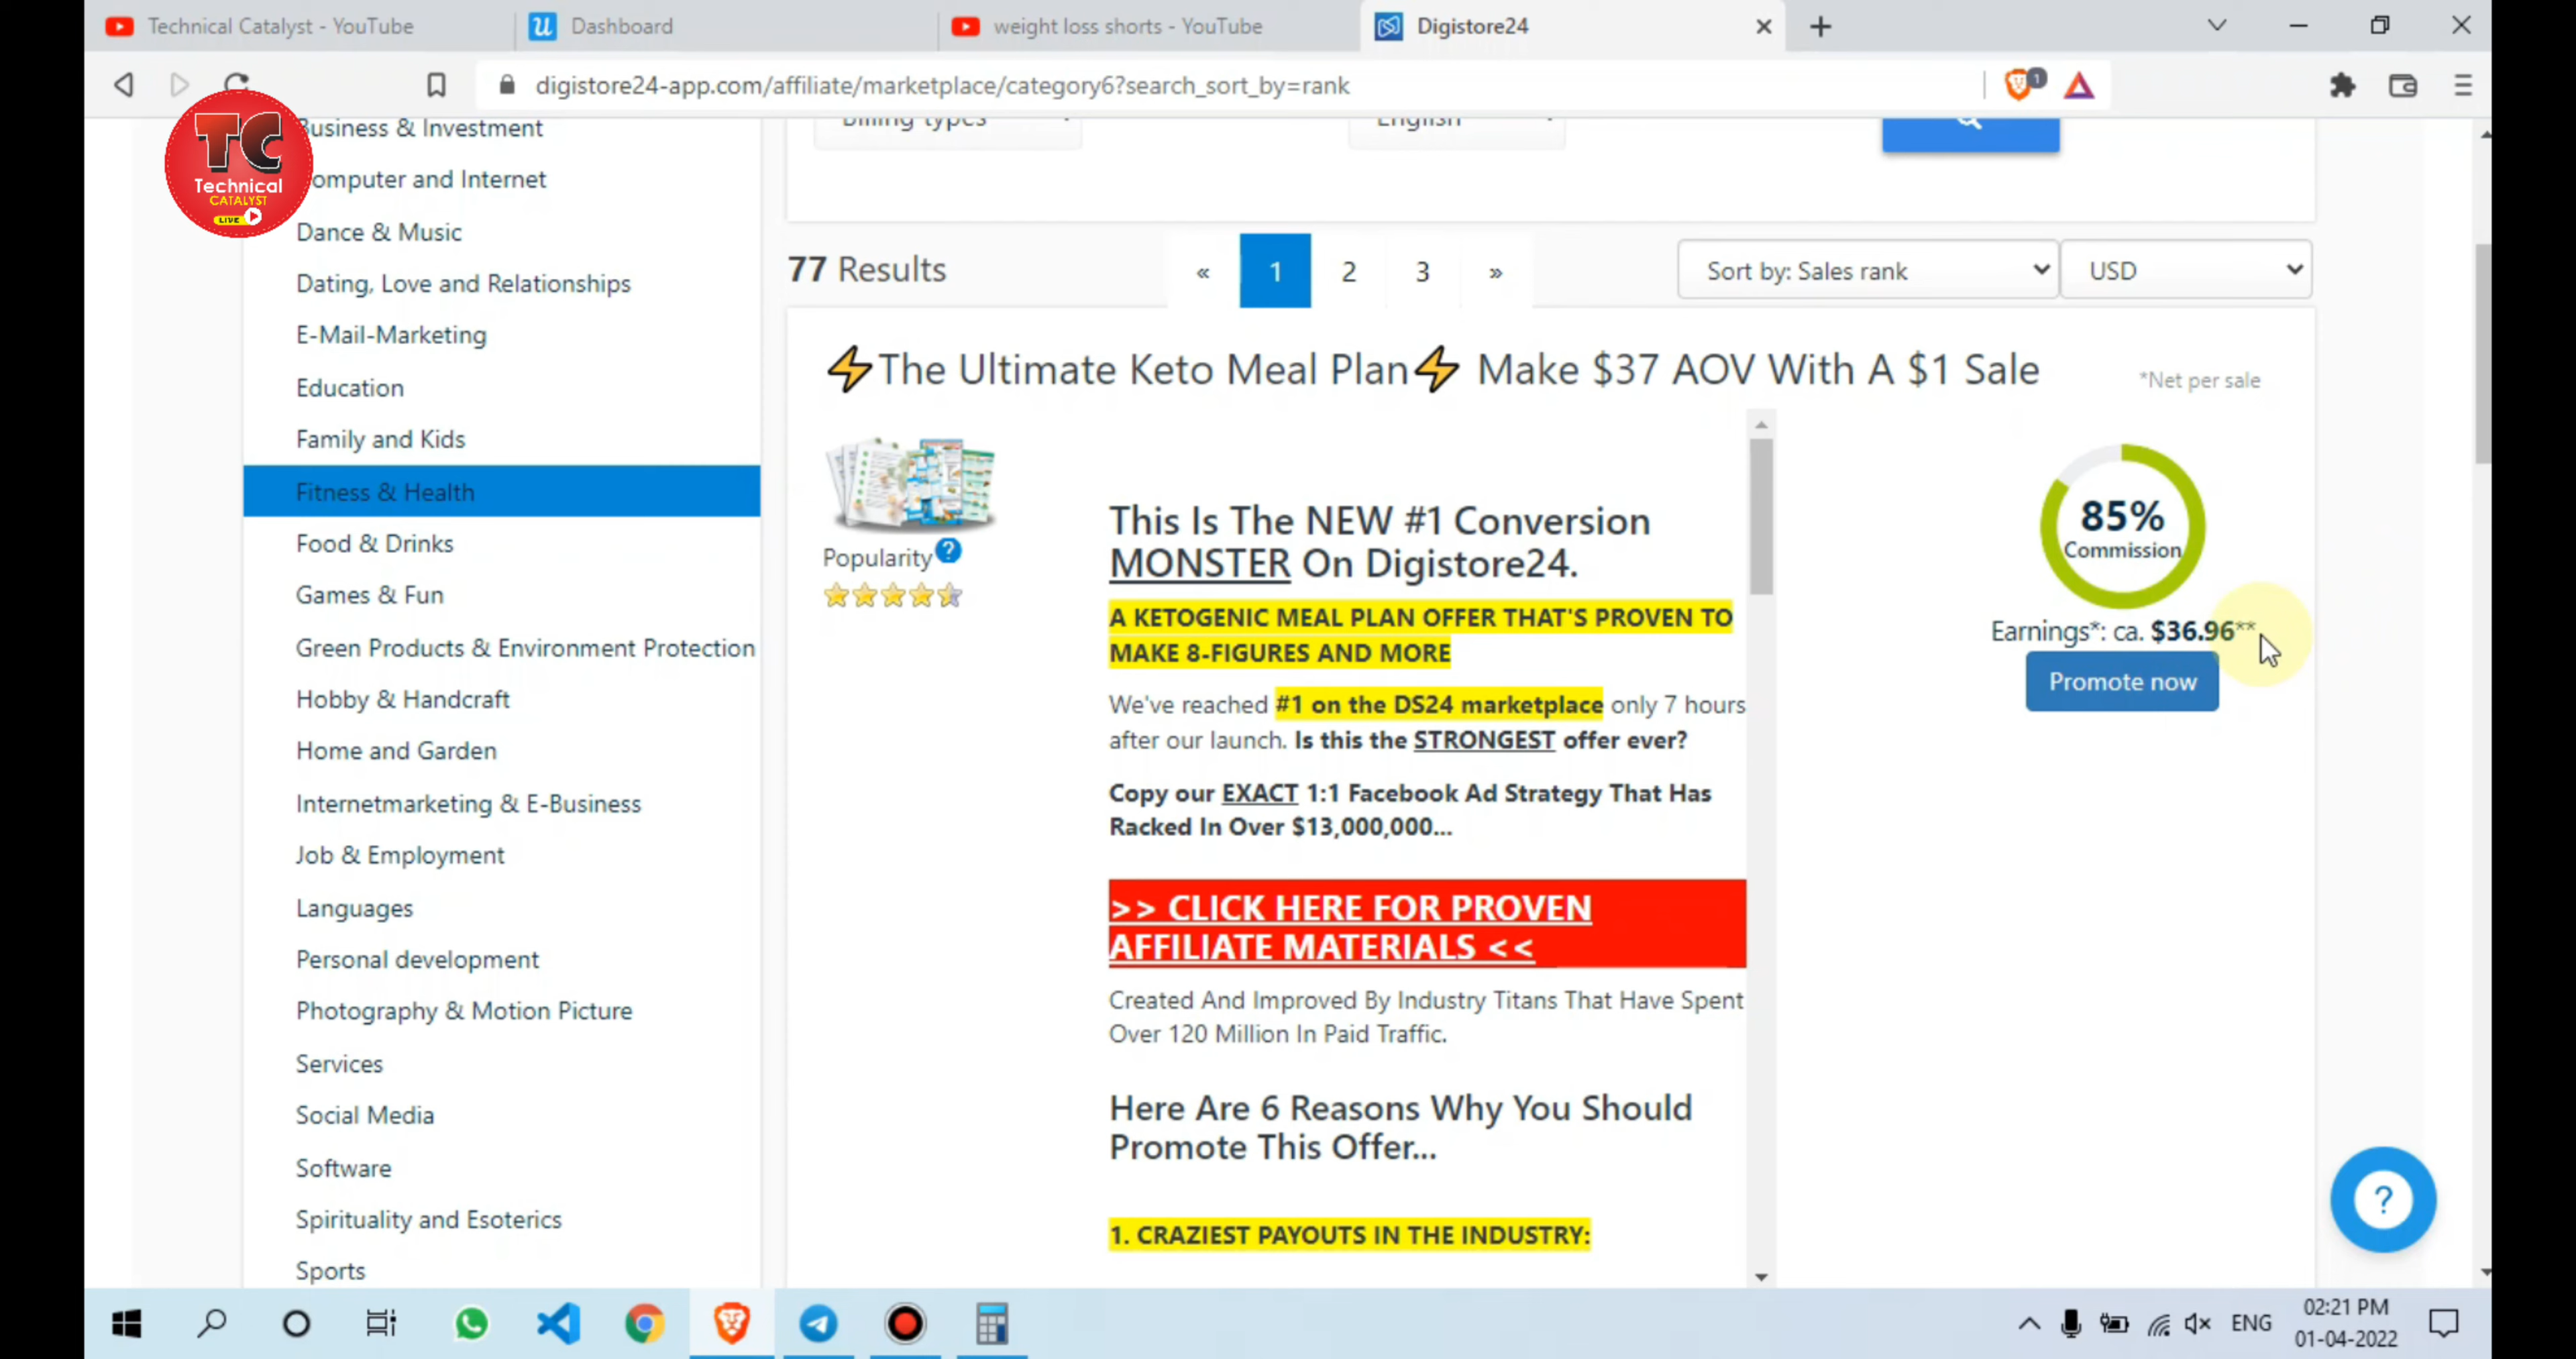 Technical Catalyst - YouTube
Dashboard
weight loss shorts - YouTube
Digistore24
digistore24-app.com/affiliate/marketplace/category6?search_sort_by=rank
1
TC
Technical
CATALYST
LIVE
Business & Investment
Computer and Internet
Dance & Music
Dating, Love and Relationships
E-Mail-Marketing
Education
Family and Kids
Fitness & Health
Food & Drinks
Games & Fun
Green Products & Environment Protection
Hobby & Handcraft
Home and Garden
Internetmarketing & E-Business
Job & Employment
Languages
Personal development
Photography & Motion Picture
Services
Social Media
Software
Spirituality and Esoterics
Sports
Billing types
English
77 Results
« 1 2 3 »
Sort by: Sales rank
USD
⚡The Ultimate Keto Meal Plan⚡ Make $37 AOV With A $1 Sale
*Net per sale
Popularity ?
This Is The NEW #1 Conversion
MONSTER On Digistore24.
A KETOGENIC MEAL PLAN OFFER THAT'S PROVEN TO
MAKE 8-FIGURES AND MORE
We've reached #1 on the DS24 marketplace only 7 hours
after our launch. Is this the STRONGEST offer ever?
Copy our EXACT 1:1 Facebook Ad Strategy That Has
Racked In Over $13,000,000...
>> CLICK HERE FOR PROVEN
AFFILIATE MATERIALS <<
Created And Improved By Industry Titans That Have Spent
Over 120 Million In Paid Traffic.
Here Are 6 Reasons Why You Should
Promote This Offer...
1. CRAZIEST PAYOUTS IN THE INDUSTRY:
85%
Commission
Earnings*: ca. $36.96**
Promote now
?
ENG
02:21 PM
01-04-2022